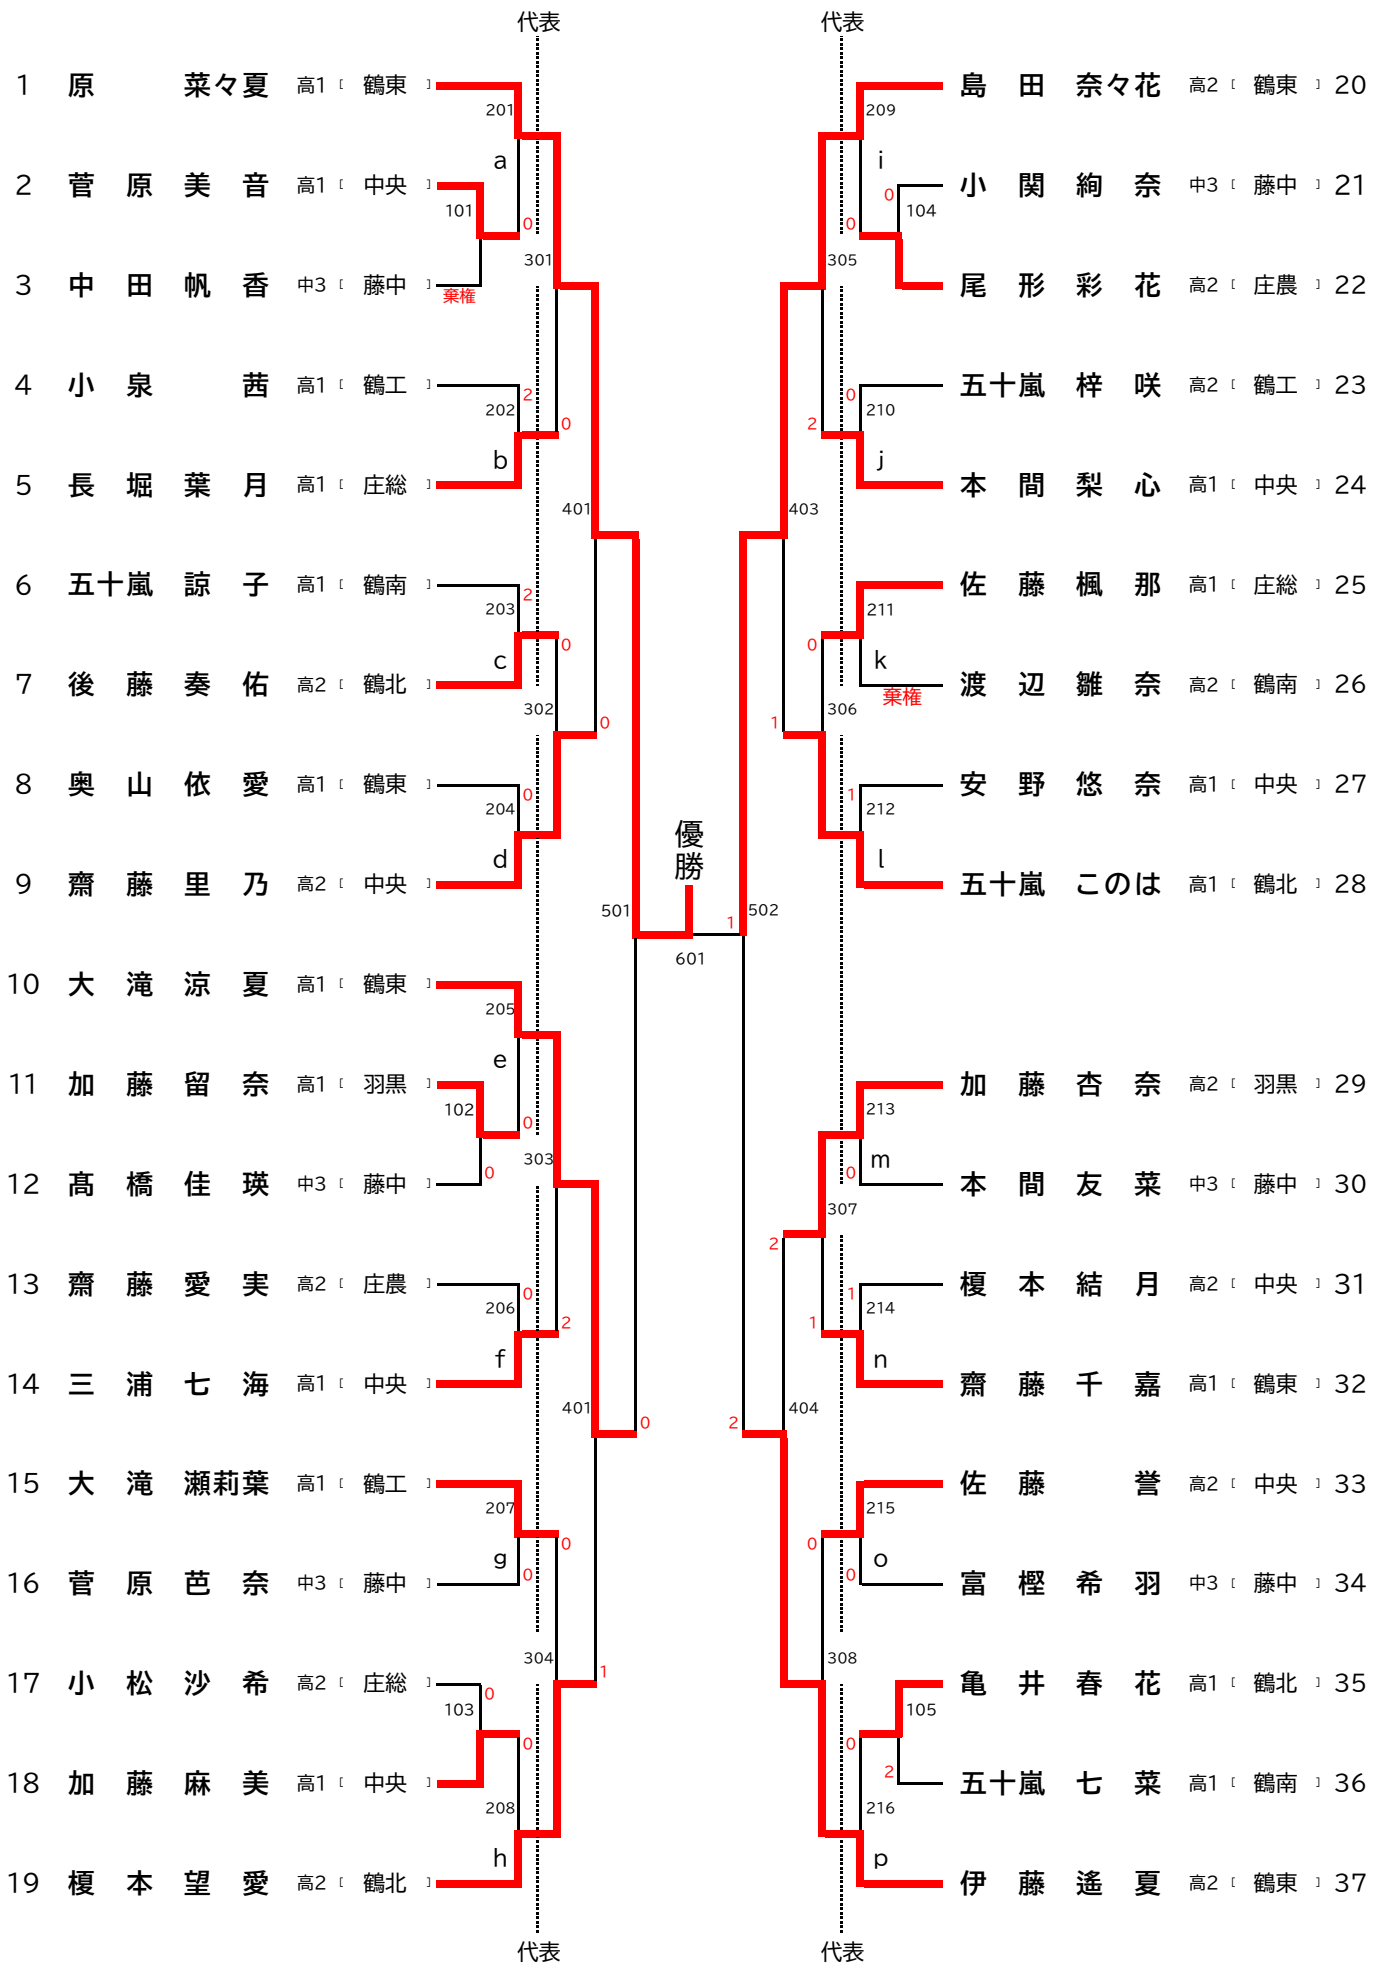 代表 代表
1 原 菜々夏 高1 [ 鶴東 ]
201
a
2 菅原美音 高1 [ 中央 ]
101
0
301
3 中田帆香 中3 [ 藤中 ]
棄権
4 小泉 茜 高1 [ 鶴工 ]
2
202
0
b
5 長堀葉月 高1 [ 庄総 ]
401
6 五十嵐諒子 高1 [ 鶴南 ]
2
203
0
c
7 後藤奏佑 高2 [ 鶴北 ]
302
0
8 奥山依愛 高1 [ 鶴東 ]
0
204
d
9 齋藤里乃 高2 [ 中央 ]
501
10 大滝涼夏 高1 [ 鶴東 ]
205
e
11 加藤留奈 高1 [ 羽黒 ]
102
0
303
0
12 髙橋佳瑛 中3 [ 藤中 ]
13 齋藤愛実 高2 [ 庄農 ]
0
206
2
f
14 三浦七海 高1 [ 中央 ]
401
0
15 大滝瀬莉葉 高1 [ 鶴工 ]
207
0
g
0
16 菅原芭奈 中3 [ 藤中 ]
304
1
17 小松沙希 高2 [ 庄総 ]
0
103
0
18 加藤麻美 高1 [ 中央 ]
208
h
19 榎本望愛 高2 [ 鶴北 ]
優勝
1
601
島田奈々花 高2 [ 鶴東 ] 20
209
i
小関絢奈 中3 [ 藤中 ] 21
0
104
0
305
尾形彩花 高2 [ 庄農 ] 22
五十嵐梓咲 高2 [ 鶴工 ] 23
0
210
2
j
本間梨心 高1 [ 中央 ] 24
403
佐藤楓那 高1 [ 庄総 ] 25
211
0
k
渡辺雛奈 高2 [ 鶴南 ] 26
棄権
306
1
安野悠奈 高1 [ 中央 ] 27
1
212
l
五十嵐このは 高1 [ 鶴北 ] 28
502
加藤杏奈 高2 [ 羽黒 ] 29
213
m
0
本間友菜 中3 [ 藤中 ] 30
307
2
榎本結月 高2 [ 中央 ] 31
1
214
1
n
齋藤千嘉 高1 [ 鶴東 ] 32
404
2
佐藤 誉 高2 [ 中央 ] 33
215
0
o
0
富樫希羽 中3 [ 藤中 ] 34
308
亀井春花 高1 [ 鶴北 ] 35
105
0
2
五十嵐七菜 高1 [ 鶴南 ] 36
216
p
伊藤遙夏 高2 [ 鶴東 ] 37
代表 代表